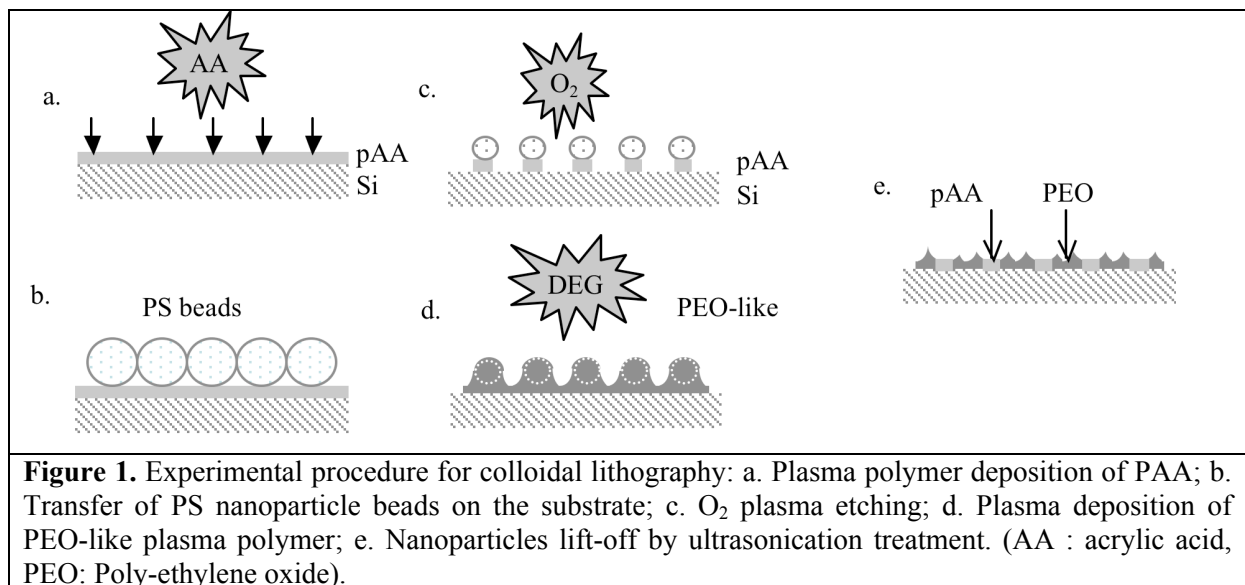 a.
AA
pAA
Si
b.
PS beads
c.
O₂
pAA
Si
d.
DEG
PEO-like
e.
pAA PEO
Figure 1. Experimental procedure for colloidal lithography: a. Plasma polymer deposition of PAA; b.
Transfer of PS nanoparticle beads on the substrate; c. O₂ plasma etching; d. Plasma deposition of
PEO-like plasma polymer; e. Nanoparticles lift-off by ultrasonication treatment. (AA : acrylic acid,
PEO: Poly-ethylene oxide).